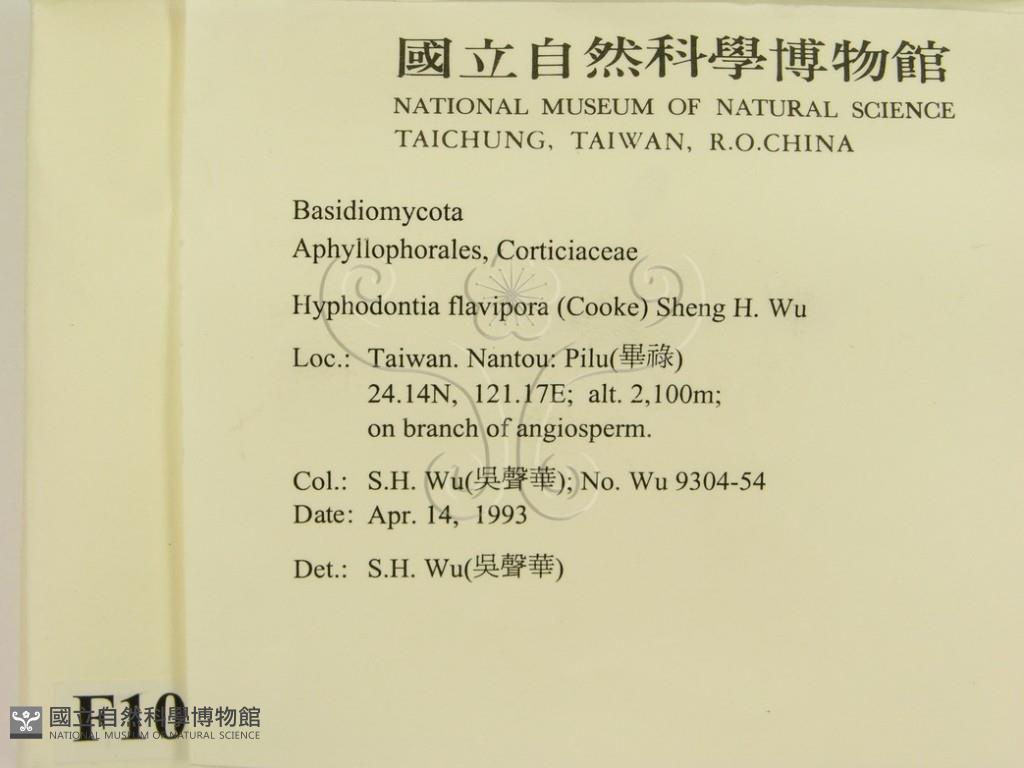 國立自然科學博物館
NATIONAL MUSEUM OF NATURAL SCIENCE
TAICHUNG, TAIWAN, R.O.CHINA
Basidiomycota
Aphyllophorales, Corticiaceae
Hyphodontia flavipora (Cooke) Sheng H. Wu
Loc.: Taiwan. Nantou: Pilu(畢祿)
24.14N, 121.17E; alt. 2,100m;
on branch of angiosperm.
Col.: S.H. Wu(吳聲華); No. Wu 9304-54
Date: Apr. 14, 1993
Det.: S.H. Wu(吳聲華)
F10
國立自然科學博物館
NATIONAL MUSEUM OF NATURAL SCIENCE